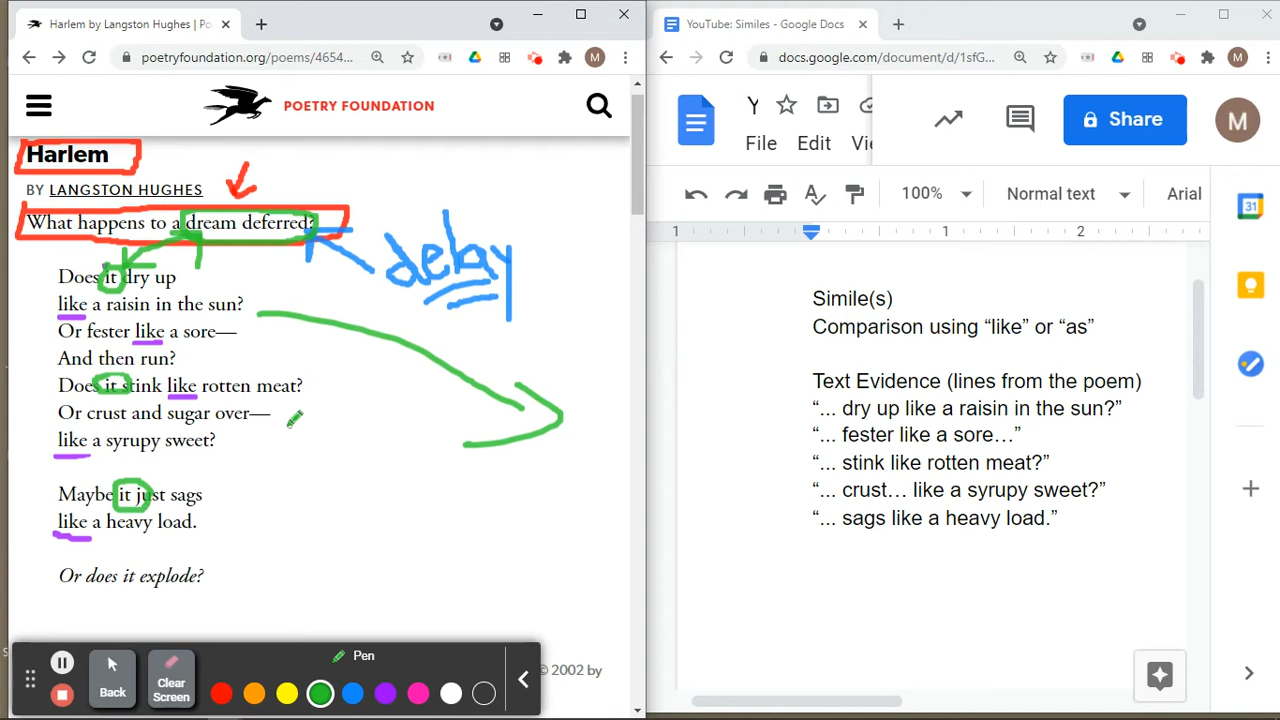 Harlem by Langston Hughes | Po
poetryfoundation.org/poems/4654...
M
POETRY FOUNDATION
Harlem
BY LANGSTON HUGHES
What happens to a dream deferred?
delay
Does it dry up
like a raisin in the sun?
Or fester like a sore—
And then run?
Does it stink like rotten meat?
Or crust and sugar over—
like a syrupy sweet?
Maybe it just sags
like a heavy load.
Or does it explode?
© 2002 by
Pen
Back
Clear
Screen
YouTube: Similes - Google Docs
docs.google.com/document/d/1sfG...
M
Y
File Edit Vie
Share
M
100% Normal text Arial
31
1 1 2
Simile(s)
Comparison using “like” or “as”
Text Evidence (lines from the poem)
“... dry up like a raisin in the sun?”
“... fester like a sore…”
“... stink like rotten meat?”
“... crust… like a syrupy sweet?”
“... sags like a heavy load.”